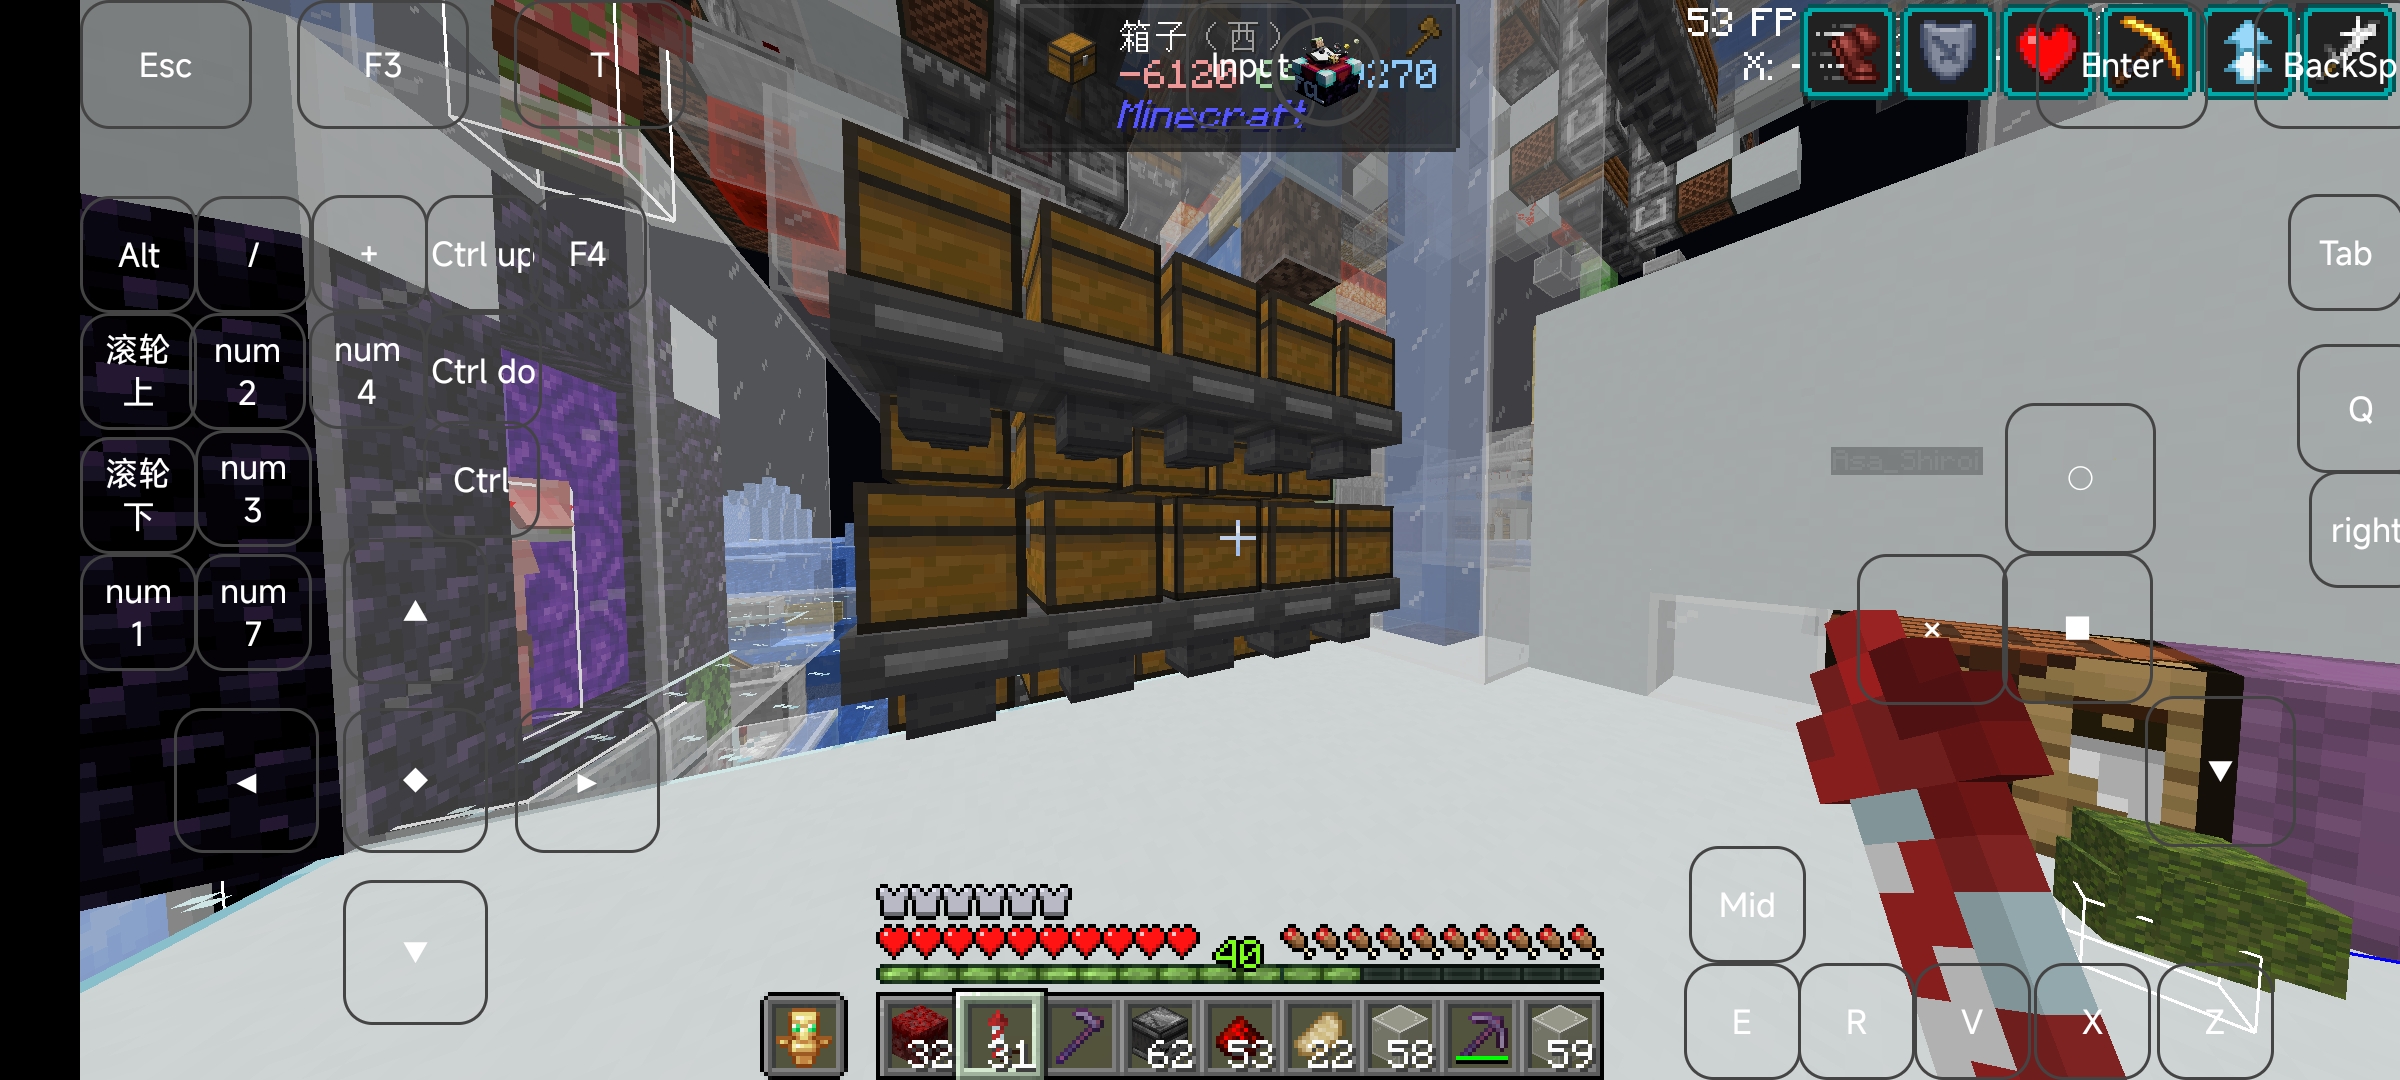 Esc
F3
T
箱子（西）
Input
Minecraft
53 FP
X: -
Enter
BackSp
Alt
/
+
Ctrl up
F4
Tab
滚轮
上
num
2
num
4
Ctrl do
Q
滚轮
下
num
3
Ctrl
Asa_Shiroi
right
num
1
num
7
Mid
40
E
R
V
X
Z
32
31
62
53
22
58
59